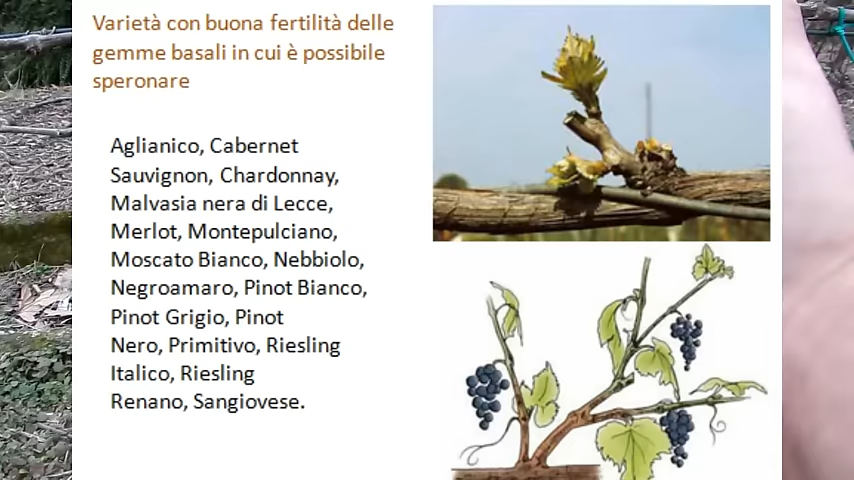 Varietà con buona fertilità delle
gemme basali in cui è possibile
speronare
Aglianico, Cabernet
Sauvignon, Chardonnay,
Malvasia nera di Lecce,
Merlot, Montepulciano,
Moscato Bianco, Nebbiolo,
Negroamaro, Pinot Bianco,
Pinot Grigio, Pinot
Nero, Primitivo, Riesling
Italico, Riesling
Renano, Sangiovese.